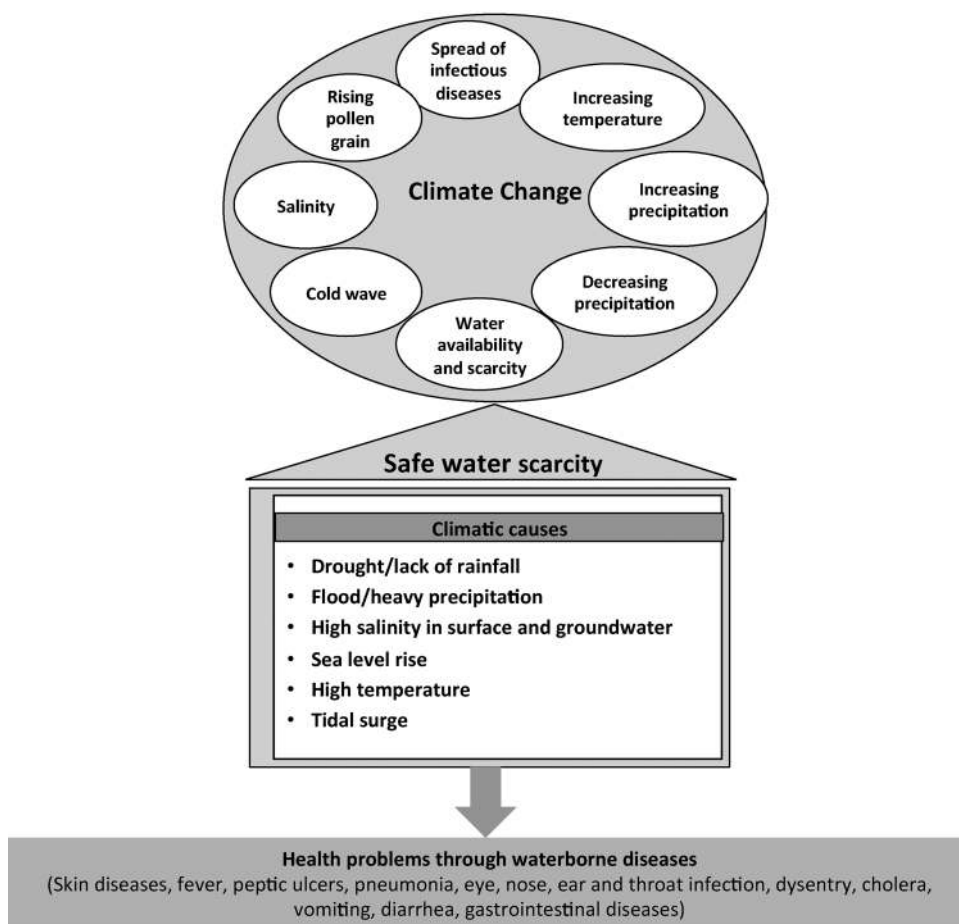 Spread of
infectious
diseases
Increasing
temperature
Increasing
precipitation
Decreasing
precipitation
Water
availability
and scarcity
Cold wave
Salinity
Rising
pollen
grain
Climate Change
Safe water scarcity
Climatic causes
• Drought/lack of rainfall
• Flood/heavy precipitation
• High salinity in surface and groundwater
• Sea level rise
• High temperature
• Tidal surge
Health problems through waterborne diseases
(Skin diseases, fever, peptic ulcers, pneumonia, eye, nose, ear and throat infection, dysentry, cholera,
vomiting, diarrhea, gastrointestinal diseases)